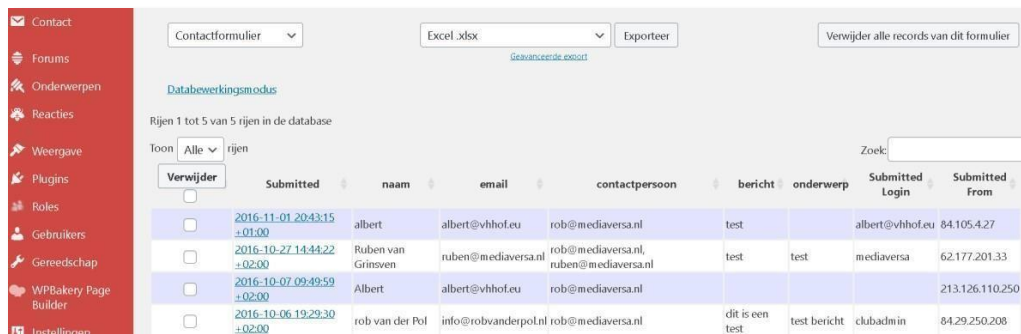 Contact
Forums
Onderwerpen
Reacties
Weergave
Plugins
Roles
Gebruikers
Gereedschap
WPBakery Page
Builder
Instellingen
Contactformulier
Excel .xlsx
Exporteer
Verwijder alle records van dit formulier
Geavanceerde export
Databewerkingsmodus
Rijen 1 tot 5 van 5 rijen in de database
Toon Alle rijen
Zoek:
Verwijder Submitted naam email contactpersoon bericht onderwerp Submitted Login Submitted From
2016-11-01 20:43:15 +01:00 albert albert@vhhof.eu rob@mediaversa.nl test albert@vhhof.eu 84.105.4.27
2016-10-27 14:44:22 +02:00 Ruben van Grinsven ruben@mediaversa.nl rob@mediaversa.nl, ruben@mediaversa.nl test test mediaversa 62.177.201.33
2016-10-07 09:49:59 +02:00 Albert albert@vhhof.eu rob@mediaversa.nl 213.126.110.250
2016-10-06 19:29:30 +02:00 rob van der Pol info@robvanderpol.nl rob@mediaversa.nl dit is een test test bericht clubadmin 84.29.250.208